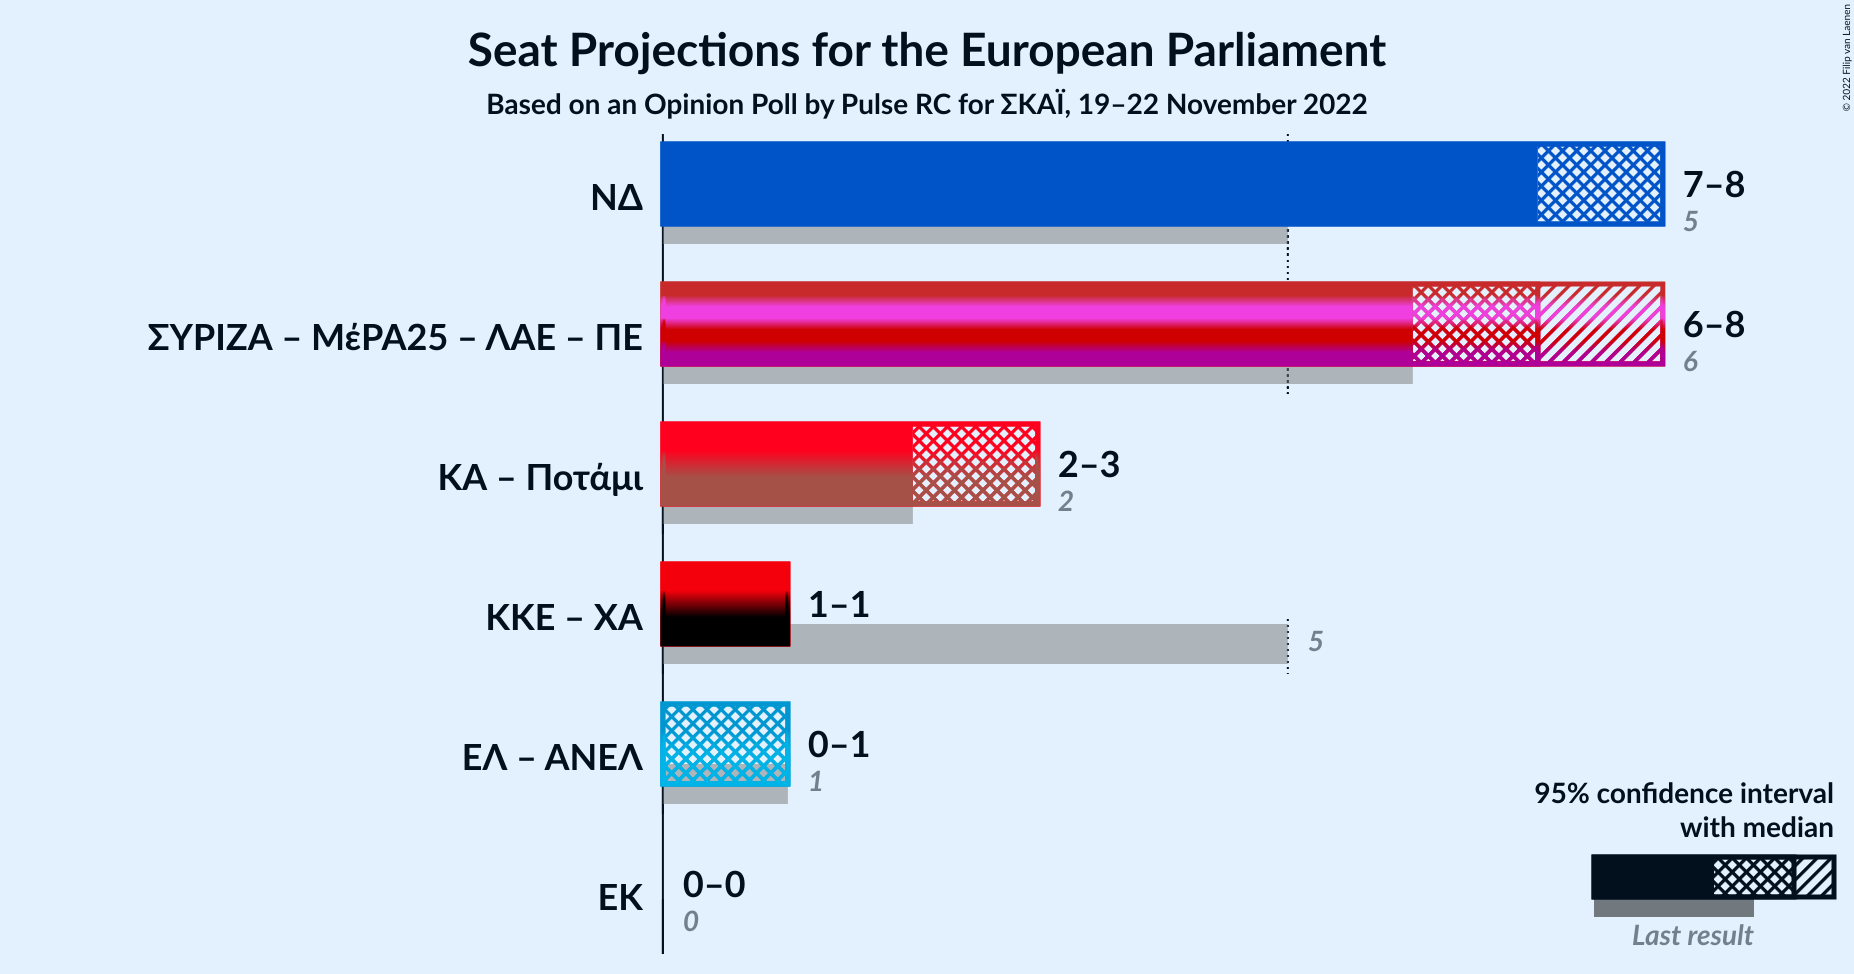 Seat Projections for the European Parliament
Based on an Opinion Poll by Pulse RC for ΣΚΑΪ, 19–22 November 2022
© 2022 Filip van Laenen
ΝΔ
7–8
5
ΣΥΡΙΖΑ – ΜέΡΑ25 – ΛΑΕ – ΠΕ
6–8
6
ΚΑ – Ποτάμι
2–3
2
ΚΚΕ – ΧΑ
1–1
5
ΕΛ – ΑΝΕΛ
0–1
1
ΕΚ
0–0
0
95% confidence interval
with median
Last result